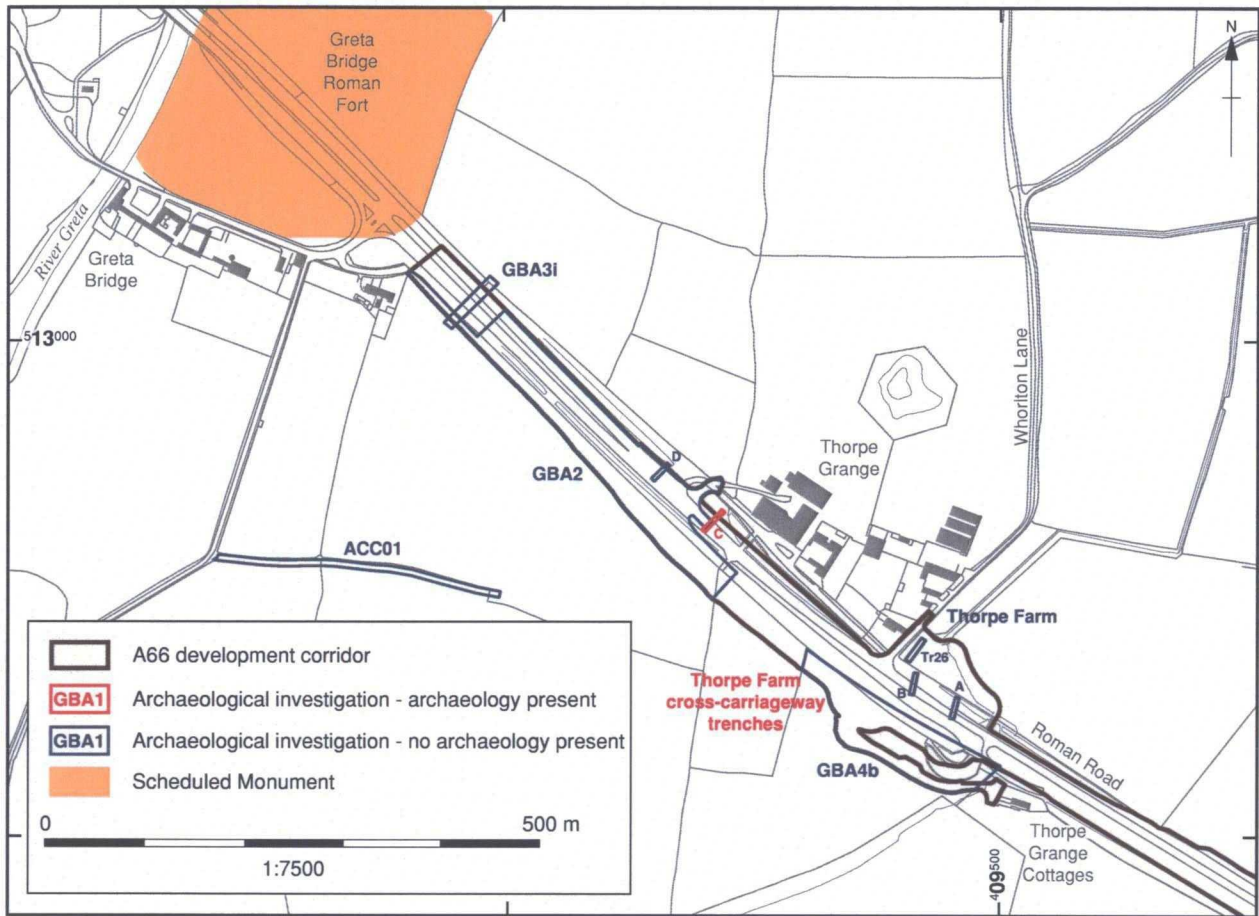 Greta
Bridge
Roman
Fort
N
River Greta
Greta
Bridge
GBA3i
513000
Whorlton Lane
D
Thorpe
Grange
GBA2
C
ACC01
Thorpe Farm
Tr26
B
A
Thorpe Farm
cross-carriageway
trenches
Roman Road
GBA4b
Thorpe
Grange
Cottages
409500
A66 development corridor
GBA1 Archaeological investigation - archaeology present
GBA1 Archaeological investigation - no archaeology present
Scheduled Monument
0 500 m
1:7500